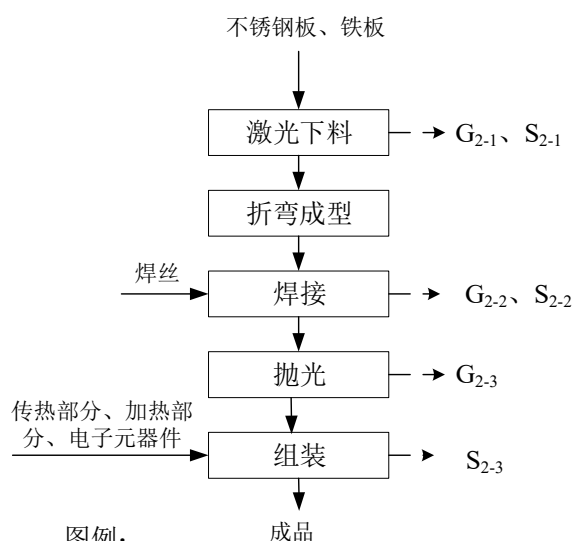 不锈钢板、铁板
激光下料
G2-1、S2-1
折弯成型
焊丝
焊接
G2-2、S2-2
抛光
G2-3
传热部分、加热部
分、电子元器件
组装
S2-3
图例：
成品